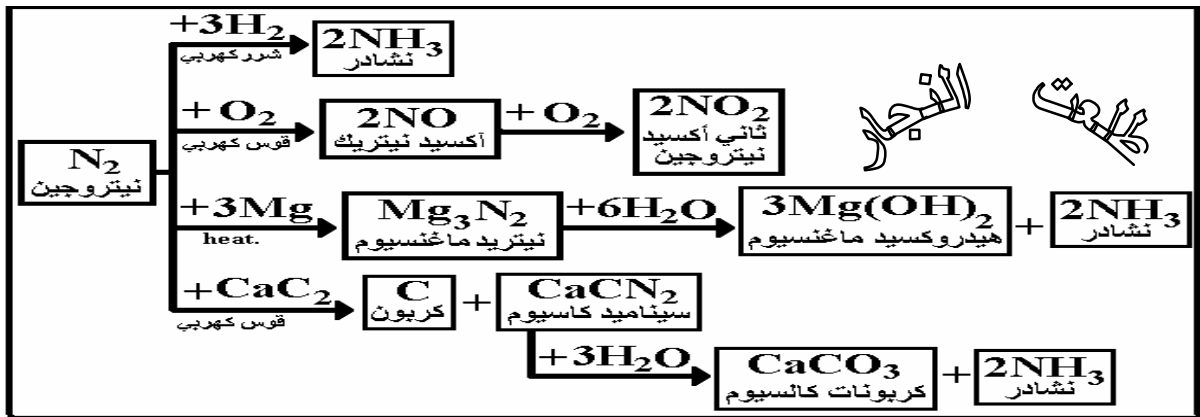 +3H₂
شرر كهربي
2NH₃
نشادر
طلعت النجار
+ O₂
قوس كهربي
2NO
أكسيد نيتريك
+ O₂
2NO₂
ثاني أكسيد
نيتروجين
N₂
نيتروجين
+3Mg
heat.
Mg₃N₂
نيتريد ماغنسيوم
+6H₂O
3Mg(OH)₂
هيدروكسيد ماغنسيوم
+
2NH₃
نشادر
+CaC₂
قوس كهربي
C
كربون
+
CaCN₂
سيناميد كاسيوم
+3H₂O
CaCO₃
كربونات كالسيوم
+
2NH₃
نشادر